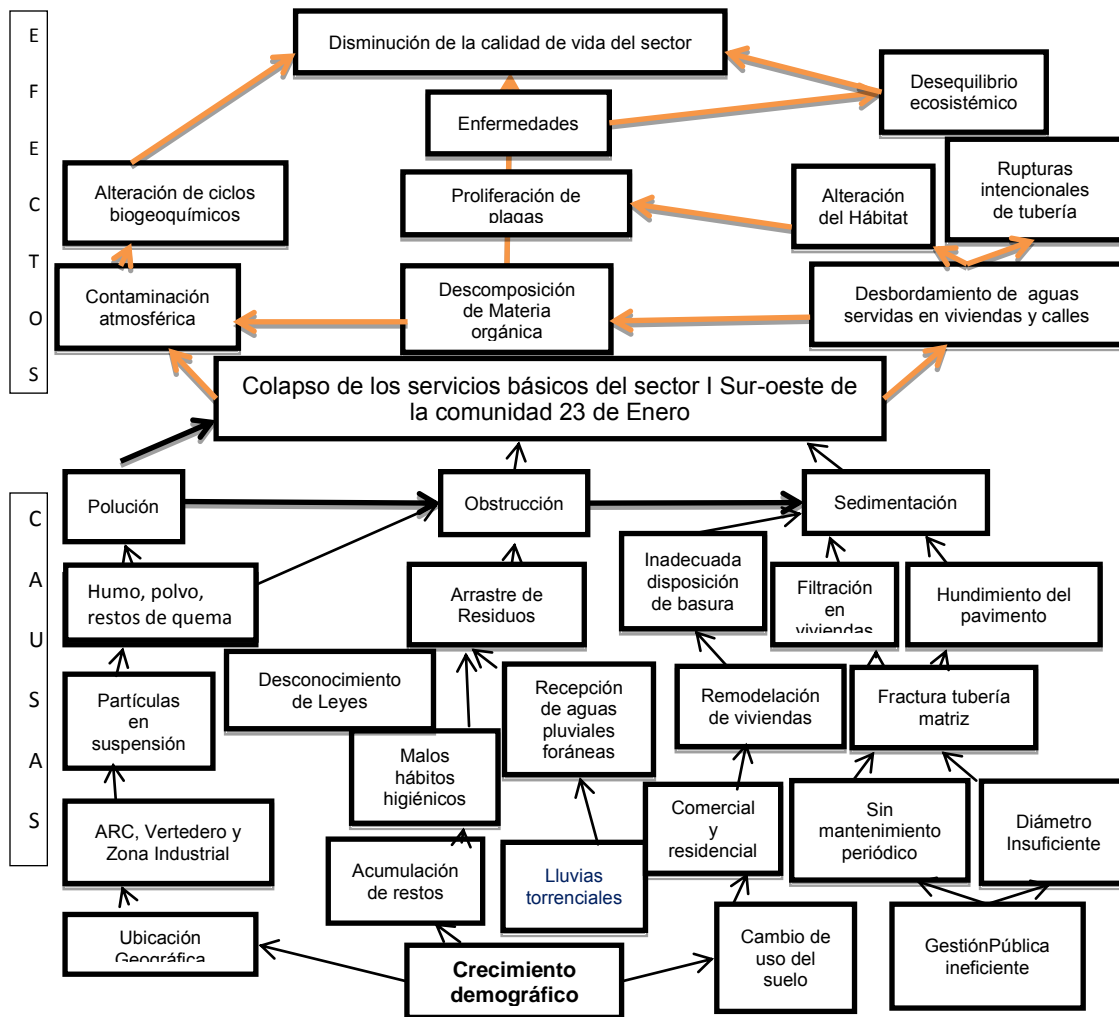 E
F
E
C
T
O
S
Disminución de la calidad de vida del sector
Desequilibrio
ecosistémico
Enfermedades
Rupturas
intencionales
de tubería
Alteración de ciclos
biogeoquímicos
Proliferación de
plagas
Alteración
del Hábitat
Contaminación
atmosférica
Descomposición
de Materia
orgánica
Desbordamiento de aguas
servidas en viviendas y calles
Colapso de los servicios básicos del sector I Sur-oeste de
la comunidad 23 de Enero
C
A
U
S
A
S
Polución
Obstrucción
Sedimentación
Humo, polvo,
restos de quema
Arrastre de
Residuos
Inadecuada
disposición
de basura
Filtración
en
viviendas
Hundimiento del
pavimento
Partículas
en
suspensión
Desconocimiento
de Leyes
Malos
hábitos
higiénicos
Recepción
de aguas
pluviales
foráneas
Remodelación
de viviendas
Fractura tubería
matriz
ARC, Vertedero y
Zona Industrial
Acumulación
de restos
Lluvias
torrenciales
Comercial
y
residencial
Sin
mantenimiento
periódico
Diámetro
Insuficiente
Ubicación
Geográfica
Crecimiento
demográfico
Cambio de
uso del
suelo
GestiónPública
ineficiente